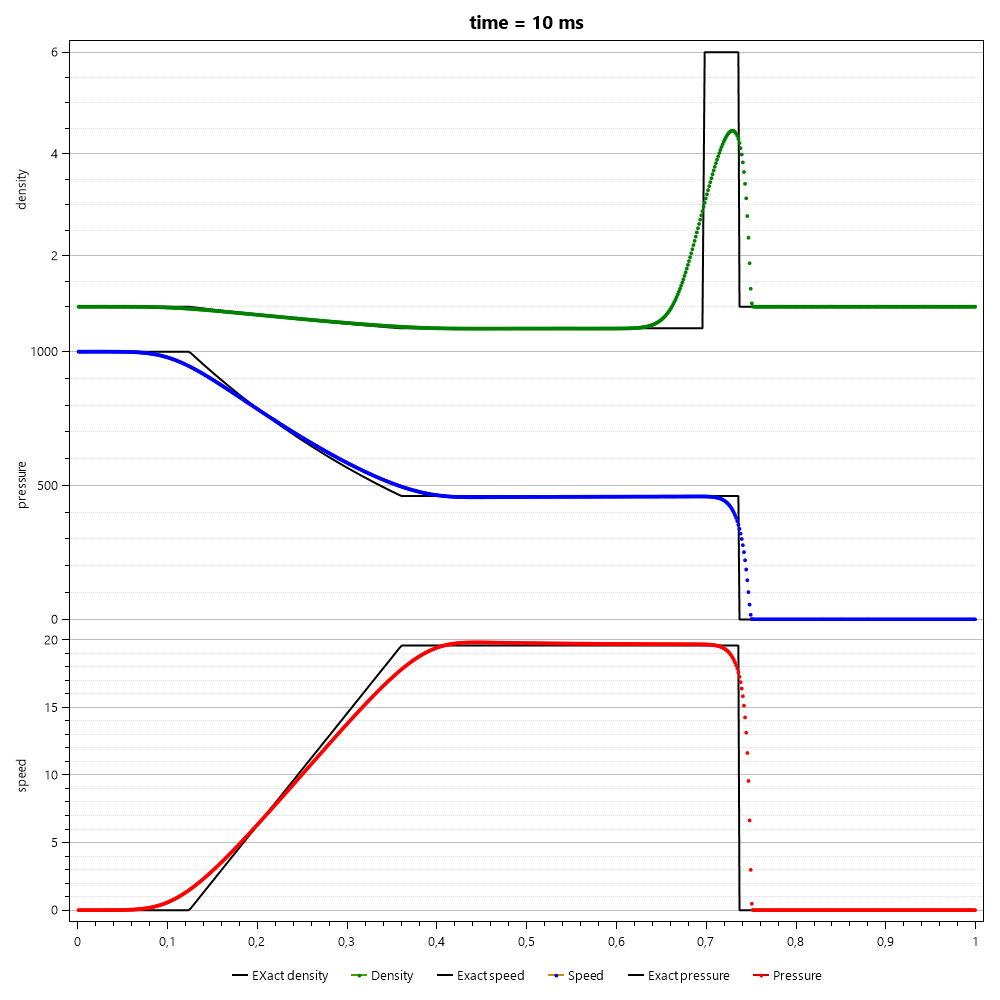 time = 10 ms
6
4
2
density
1000
500
0
pressure
20
15
10
5
0
speed
0 0,1 0,2 0,3 0,4 0,5 0,6 0,7 0,8 0,9 1
EXact density Density Exact speed Speed Exact pressure Pressure